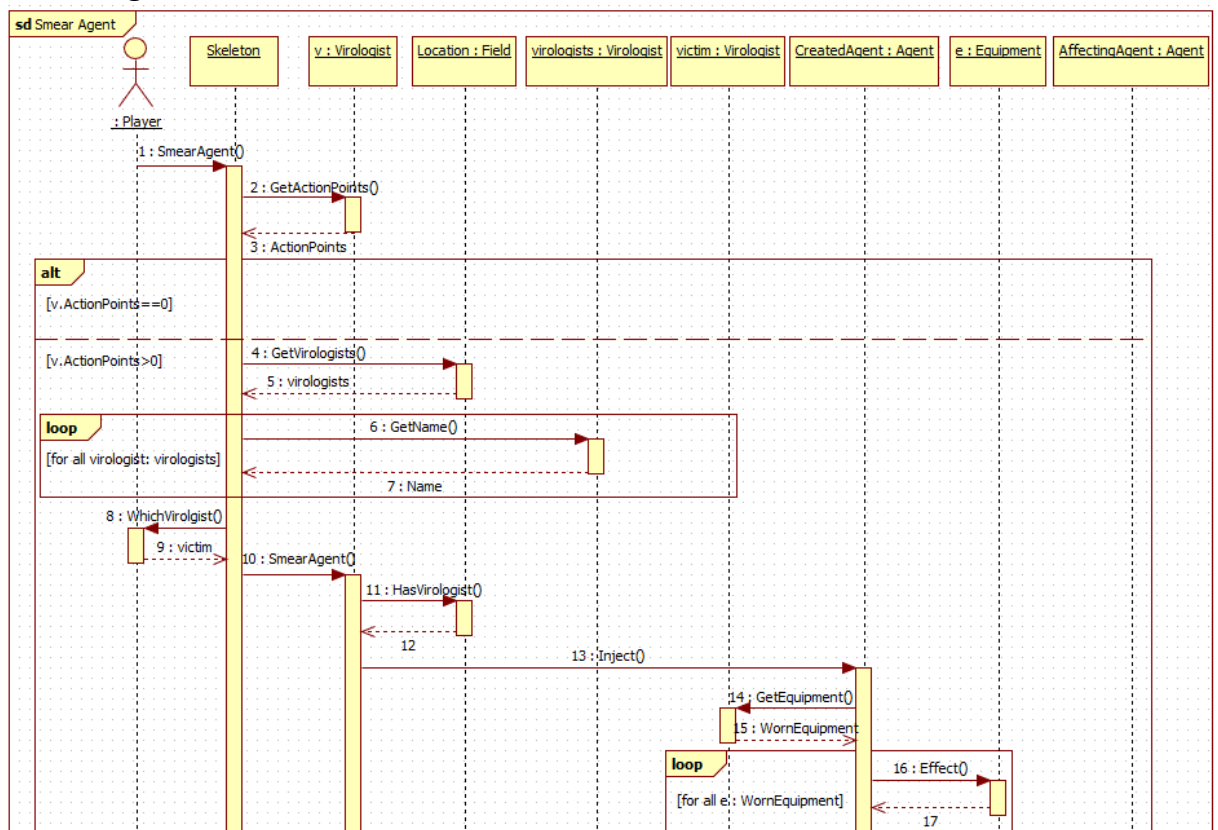 sd Smear Agent
Skeleton
v : Virologist
Location : Field
virologists : Virologist
victim : Virologist
CreatedAgent : Agent
e : Equipment
AffectingAgent : Agent
: Player
1 : SmearAgent()
2 : GetActionPoints()
3 : ActionPoints
alt
[v.ActionPoints==0]
[v.ActionPoints>0]
4 : GetVirologists()
5 : virologists
loop
6 : GetName()
[for all virologist: virologists]
7 : Name
8 : WhichVirolgist()
9 : victim
10 : SmearAgent()
11 : HasVirologist()
12
13 : Inject()
14 : GetEquipment()
15 : WornEquipment
loop
16 : Effect()
[for all e : WornEquipment]
17